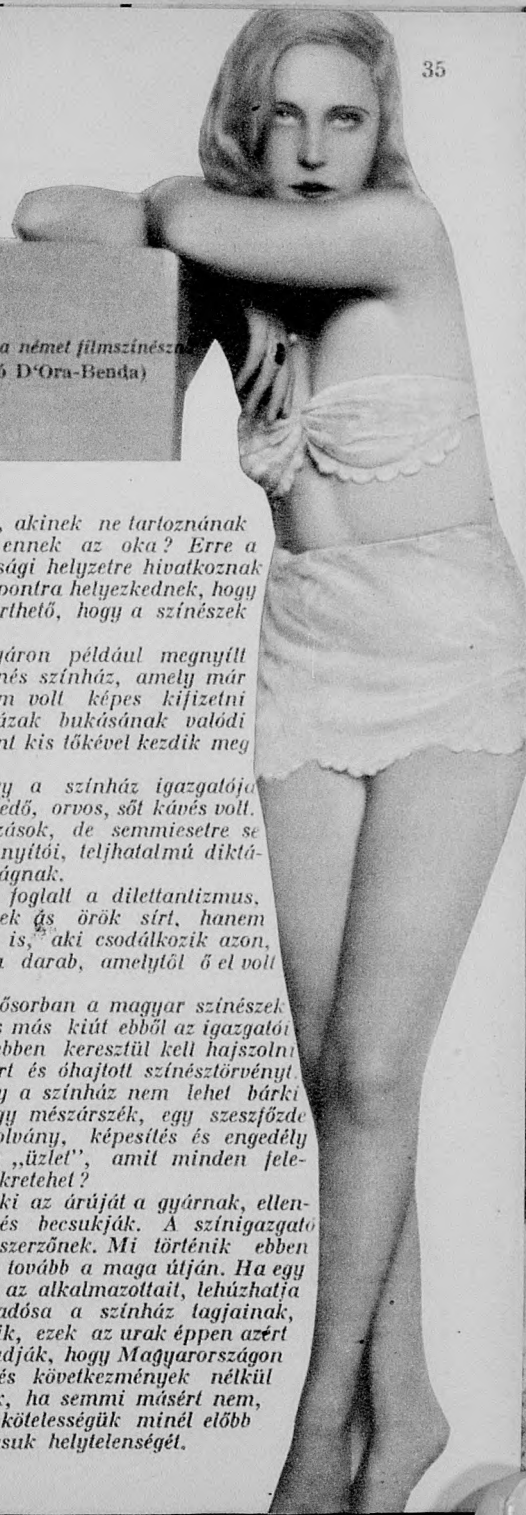 35
a német filmszínészn
ó D'Ora-Benda)
, akinek ne tartoznának
ennek az oka? Erre a
sági helyzetre hivatkoznak
pontra helyezkednek, hogy
rthető, hogy a színészek
yáron például megnyílt
nés színház, amely már
m volt képes kifizetni
ázak bukásának valódi
nt kis tőkével kezdik meg
y a színház igazgatója
edő, orvos, sőt kávés volt.
zások, de semmiesetre se
nyítói, teljhatalmú diktá-
ágnak.
foglalt a dilettantizmus,
ek ás örök sírt, hanem
is, aki csodálkozik azon,
a darab, amelytől ő el volt
ősorban a magyar színészek
s más kiút ebből az igazgatói
bben keresztül kell hajszolni
rt és óhajtott színésztörvényt.
y a színház nem lehet bárki
gy mészárszék, egy szeszfőzde
olvány, képesítés és engedély
„üzlet”, amit minden fele-
kretehet?
ki az árúját a gyárnak, ellen-
és becsukják. A színigazgató
szerzőnek. Mi történik ebben
tovább a maga útján. Ha egy
az alkalmazottait, lehúzhatja
adósa a színház tagjainak,
ik, ezek az urak éppen azért
dják, hogy Magyarországon
és következmények nélkül
k, ha semmi másért nem,
kötelességük minél előbb
suk helytelenségét.